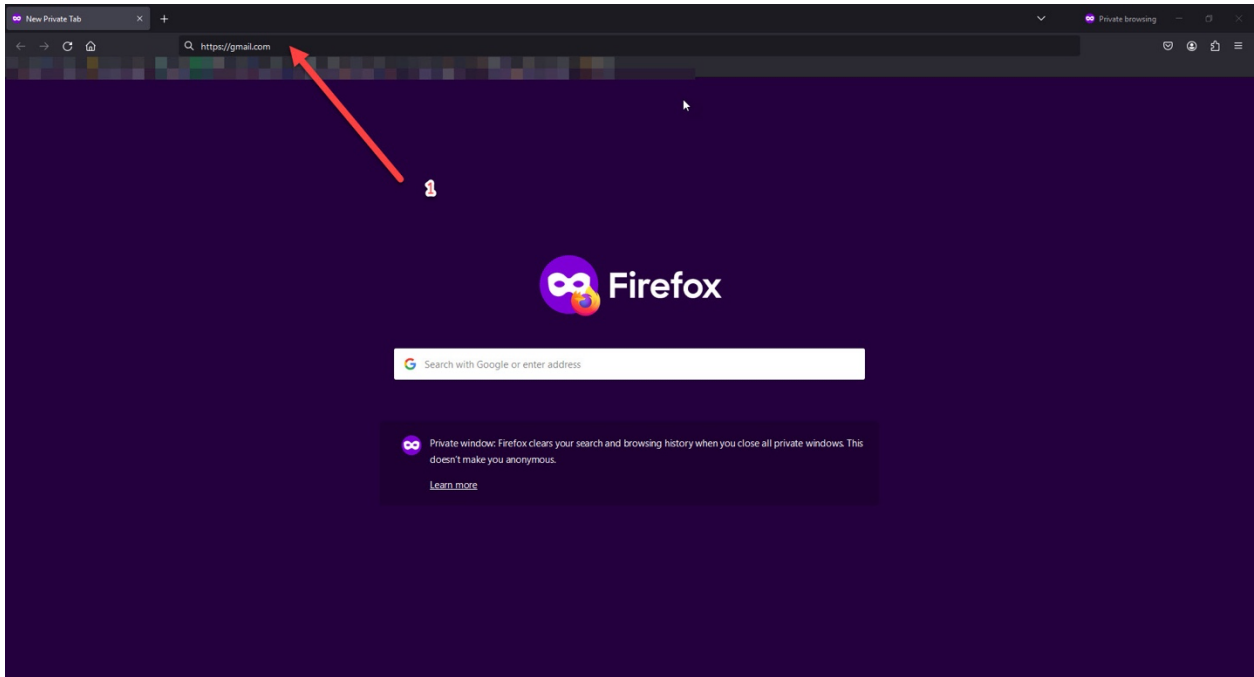 New Private Tab
Private browsing
https://gmail.com
1
Firefox
Search with Google or enter address
Private window: Firefox clears your search and browsing history when you close all private windows. This
doesn't make you anonymous.
Learn more